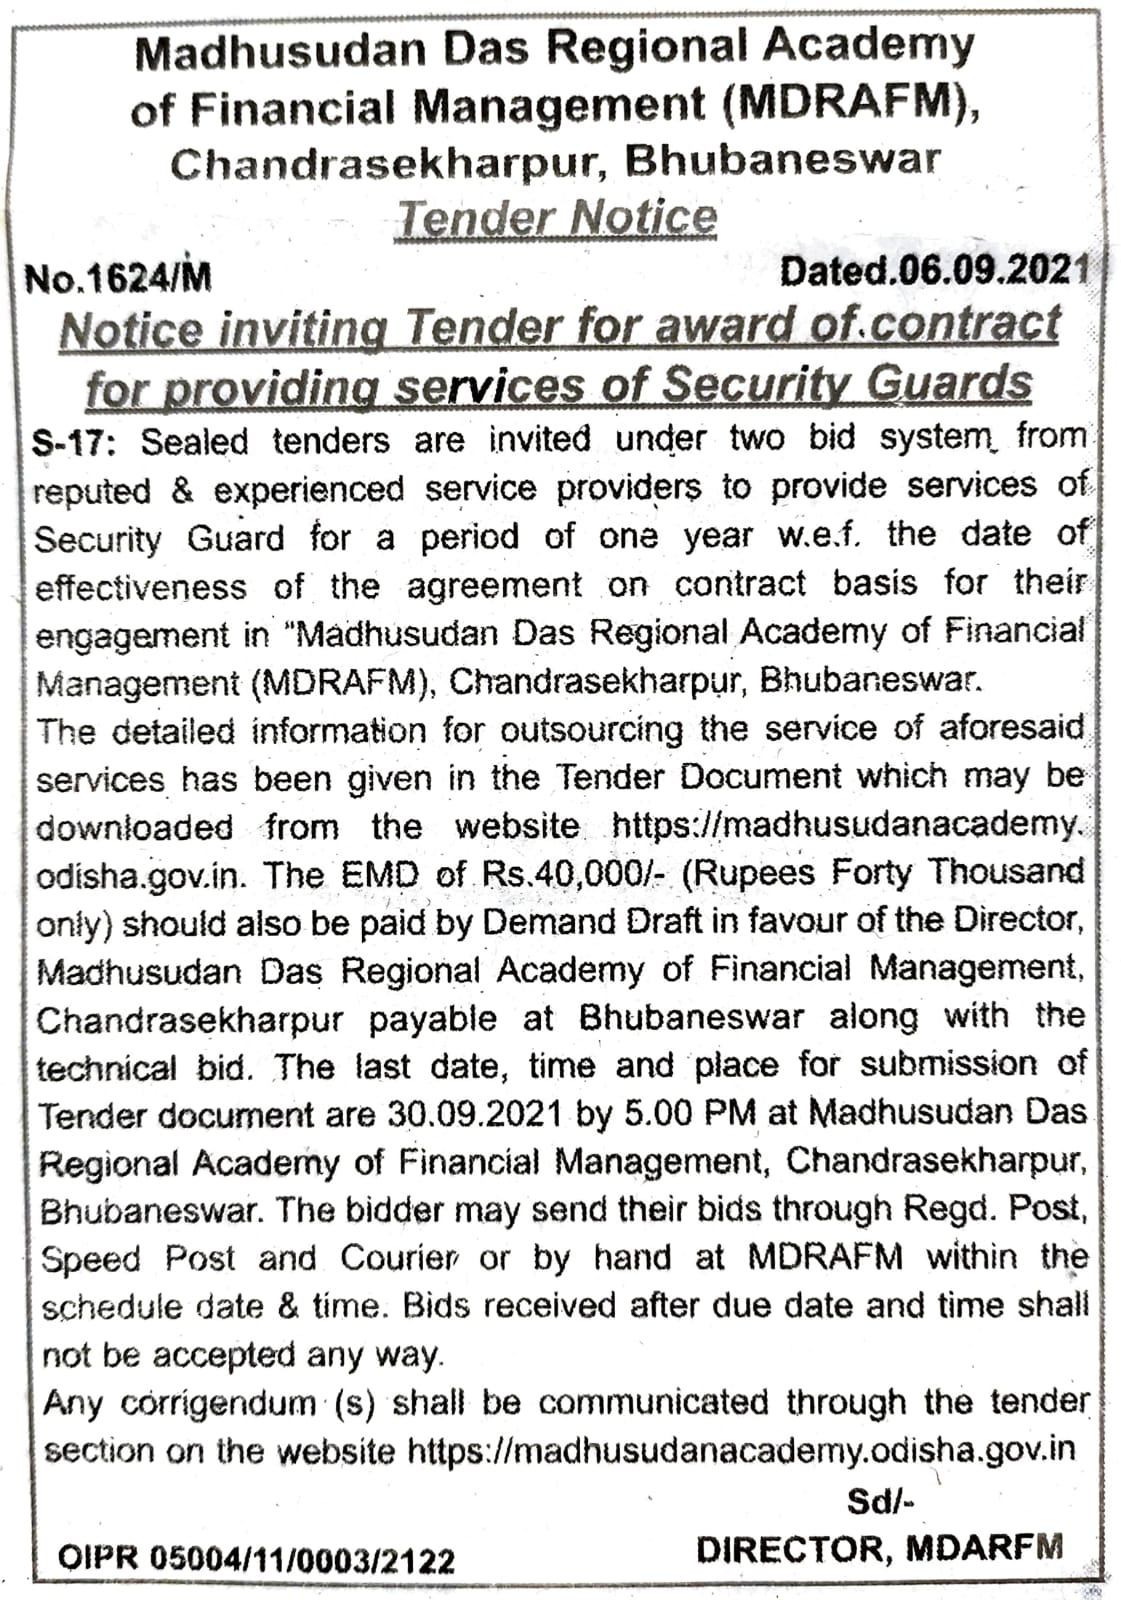 Madhusudan Das Regional Academy
of Financial Management (MDRAFM),
Chandrasekharpur, Bhubaneswar
Tender Notice
No.1624/M Dated.06.09.2021
Notice inviting Tender for award of contract
for providing services of Security Guards
S-17: Sealed tenders are invited under two bid system from
reputed & experienced service providers to provide services of
Security Guard for a period of one year w.e.f. the date of
effectiveness of the agreement on contract basis for their
engagement in "Madhusudan Das Regional Academy of Financial
Management (MDRAFM), Chandrasekharpur, Bhubaneswar.
The detailed information for outsourcing the service of aforesaid
services has been given in the Tender Document which may be
downloaded from the website https://madhusudanacademy.
odisha.gov.in. The EMD of Rs.40,000/- (Rupees Forty Thousand
only) should also be paid by Demand Draft in favour of the Director,
Madhusudan Das Regional Academy of Financial Management,
Chandrasekharpur payable at Bhubaneswar along with the
technical bid. The last date, time and place for submission of
Tender document are 30.09.2021 by 5.00 PM at Madhusudan Das
Regional Academy of Financial Management, Chandrasekharpur,
Bhubaneswar. The bidder may send their bids through Regd. Post,
Speed Post and Courier or by hand at MDRAFM within the
schedule date & time. Bids received after due date and time shall
not be accepted any way.
Any corrigendum (s) shall be communicated through the tender
section on the website https://madhusudanacademy.odisha.gov.in
Sd/-
OIPR 05004/11/0003/2122 DIRECTOR, MDARFM